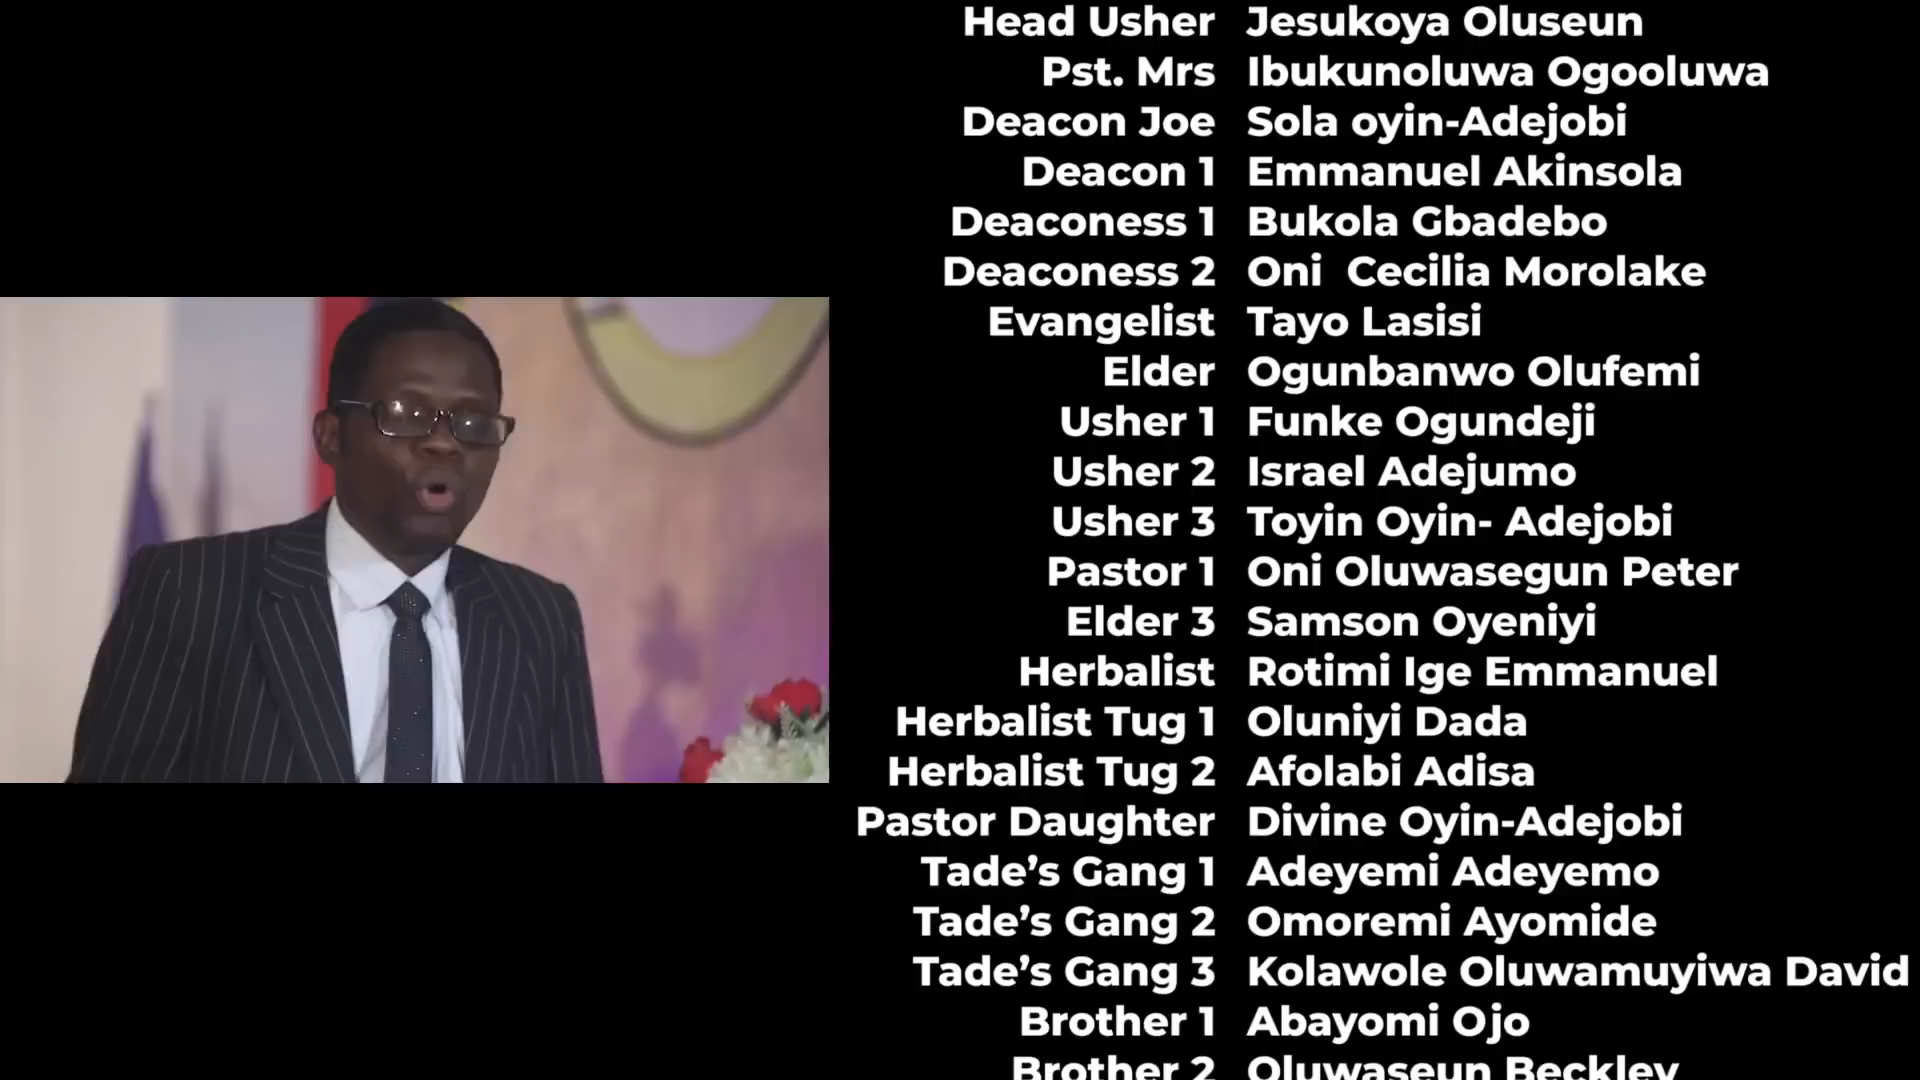 Head Usher Jesukoya Oluseun
Pst. Mrs Ibukunoluwa Ogooluwa
Deacon Joe Sola oyin-Adejobi
Deacon 1 Emmanuel Akinsola
Deaconess 1 Bukola Gbadebo
Deaconess 2 Oni  Cecilia Morolake
Evangelist Tayo Lasisi
Elder Ogunbanwo Olufemi
Usher 1 Funke Ogundeji
Usher 2 Israel Adejumo
Usher 3 Toyin Oyin- Adejobi
Pastor 1 Oni Oluwasegun Peter
Elder 3 Samson Oyeniyi
Herbalist Rotimi Ige Emmanuel
Herbalist Tug 1 Oluniyi Dada
Herbalist Tug 2 Afolabi Adisa
Pastor Daughter Divine Oyin-Adejobi
Tade’s Gang 1 Adeyemi Adeyemo
Tade’s Gang 2 Omoremi Ayomide
Tade’s Gang 3 Kolawole Oluwamuyiwa David
Brother 1 Abayomi Ojo
Brother 2 Oluwaseun Beckley